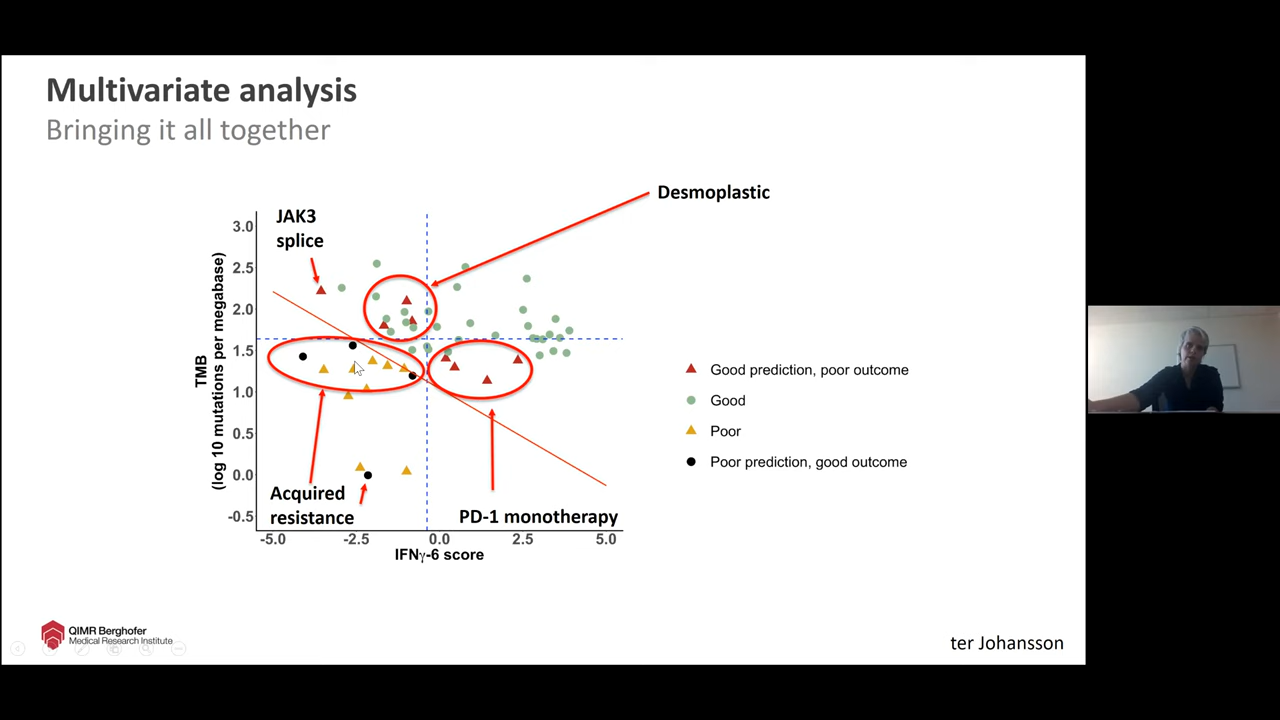 Multivariate analysis
Bringing it all together
Desmoplastic
JAK3
splice
3.0
2.5
2.0
1.5
1.0
0.5
0.0
-0.5
TMB
(log 10 mutations per megabase)
-5.0 -2.5 0.0 2.5 5.0
IFNγ-6 score
Acquired
resistance
PD-1 monotherapy
Good prediction, poor outcome
Good
Poor
Poor prediction, good outcome
QIMR Berghofer
Medical Research Institute
ter Johansson